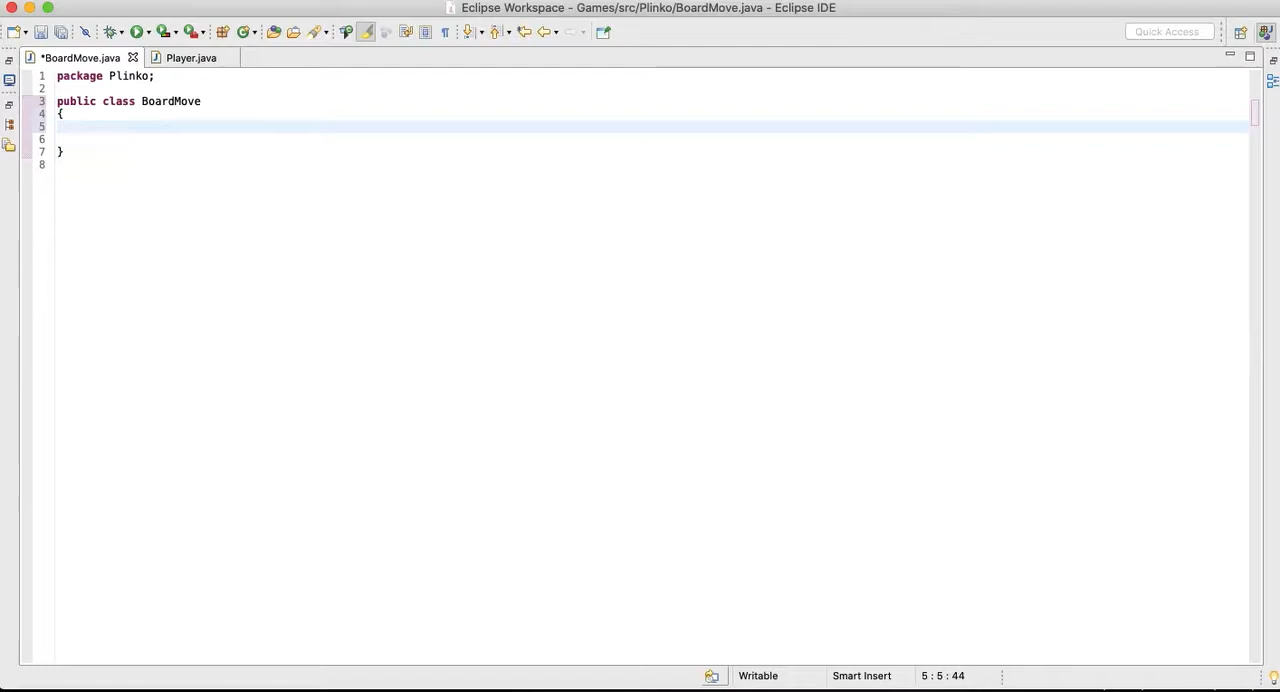 Eclipse Workspace - Games/src/Plinko/BoardMove.java - Eclipse IDE
Quick Access
*BoardMove.java
Player.java
1 package Plinko;
2
3 public class BoardMove
4 {
5
6
7 }
8
Writable
Smart Insert
5 : 5 : 44